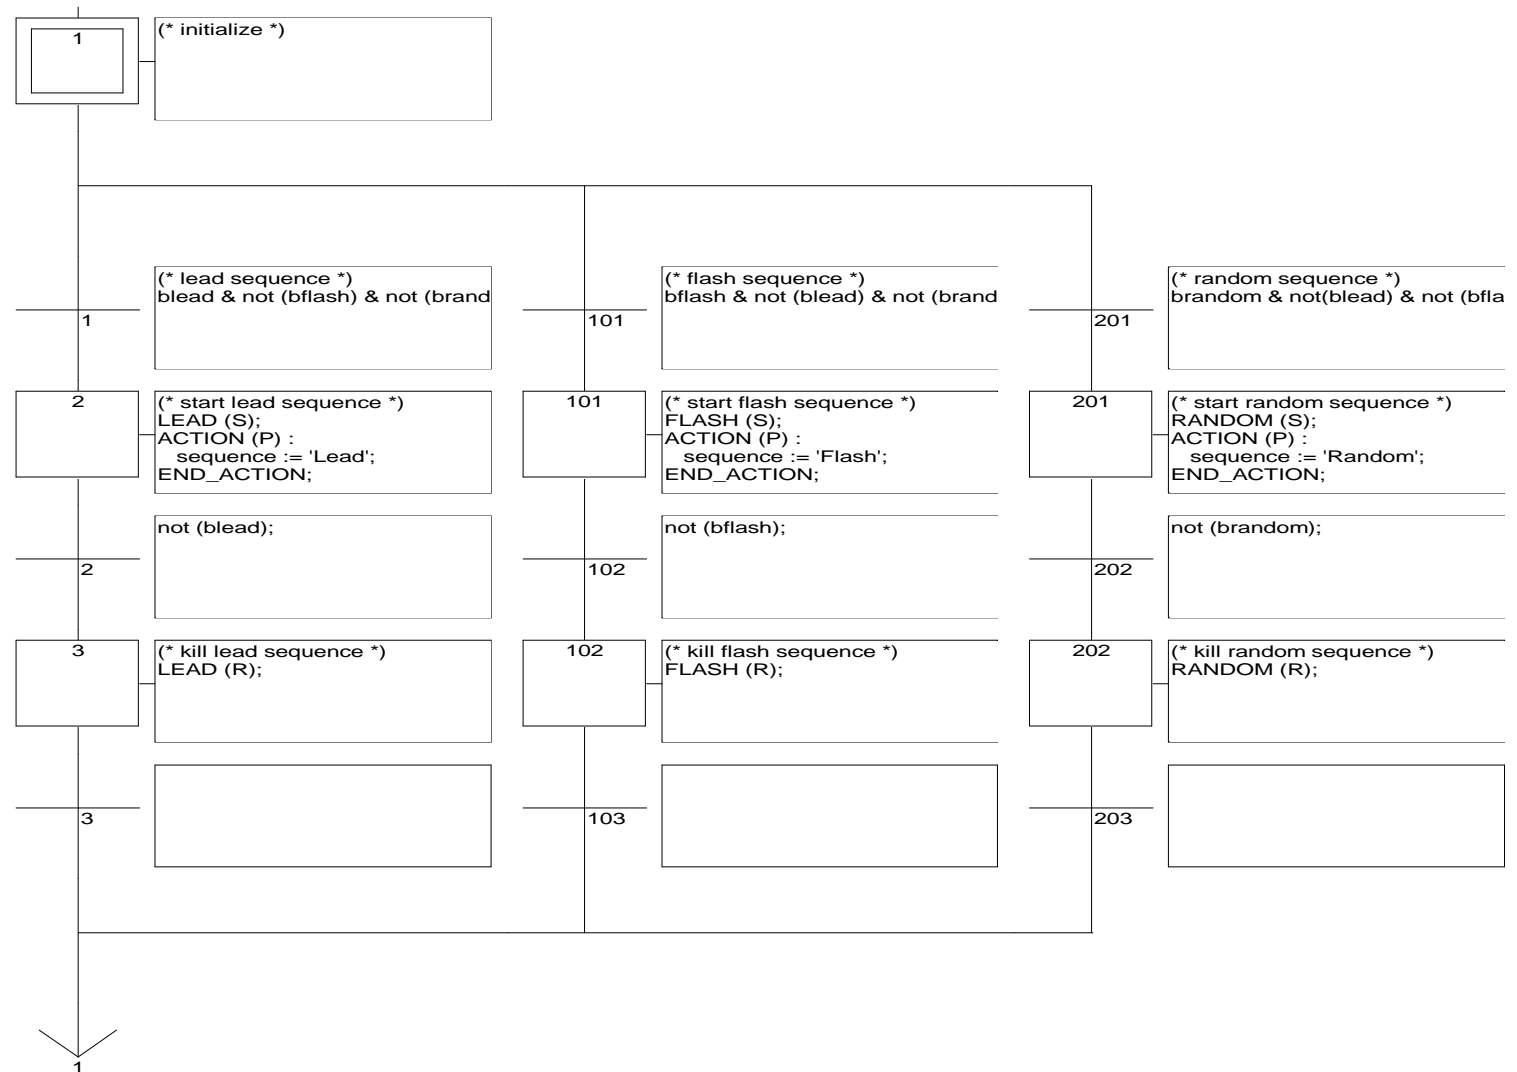 1
(* initialize *)
(* lead sequence *)
blead & not (bflash) & not (brand
1
(* flash sequence *)
bflash & not (blead) & not (brand
101
(* random sequence *)
brandom & not(blead) & not (bfla
201
2
(* start lead sequence *)
LEAD (S);
ACTION (P) :
sequence := 'Lead';
END_ACTION;
101
(* start flash sequence *)
FLASH (S);
ACTION (P) :
sequence := 'Flash';
END_ACTION;
201
(* start random sequence *)
RANDOM (S);
ACTION (P) :
sequence := 'Random';
END_ACTION;
not (blead);
2
not (bflash);
102
not (brandom);
202
3
(* kill lead sequence *)
LEAD (R);
102
(* kill flash sequence *)
FLASH (R);
202
(* kill random sequence *)
RANDOM (R);
3
103
203
1